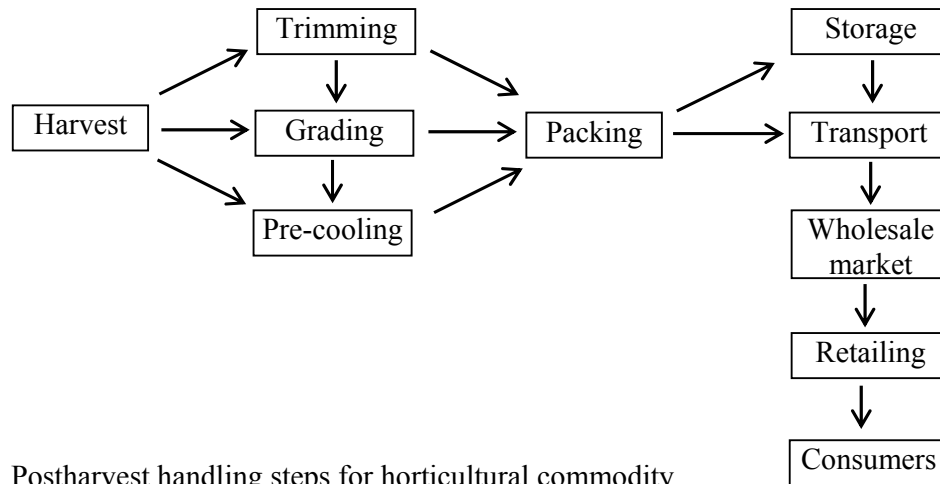 Trimming
Storage
Harvest
Grading
Packing
Transport
Pre-cooling
Wholesale
market
Retailing
Consumers
Postharvest handling steps for horticultural commodity